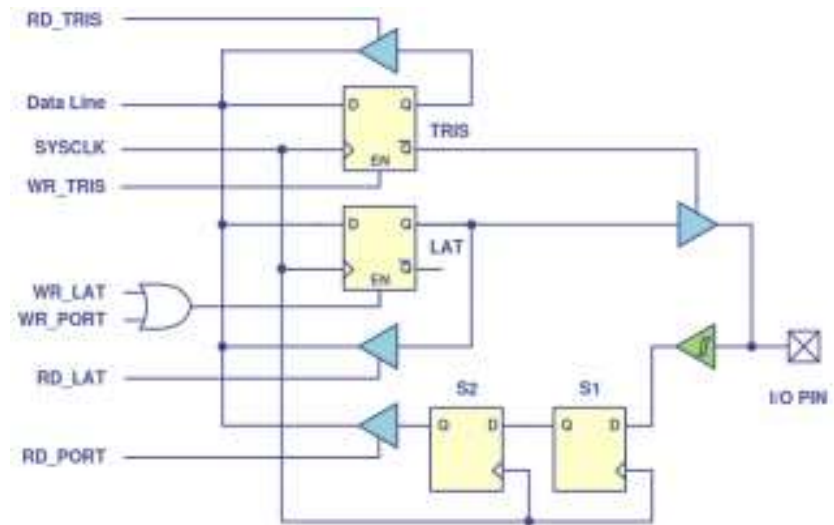 RD_TRIS
Data Line
D
Q
TRIS
SYSCLK
EN
Q
WR_TRIS
D
Q
LAT
EN
Q
WR_LAT
WR_PORT
RD_LAT
S2
S1
I/O PIN
Q
D
Q
D
RD_PORT